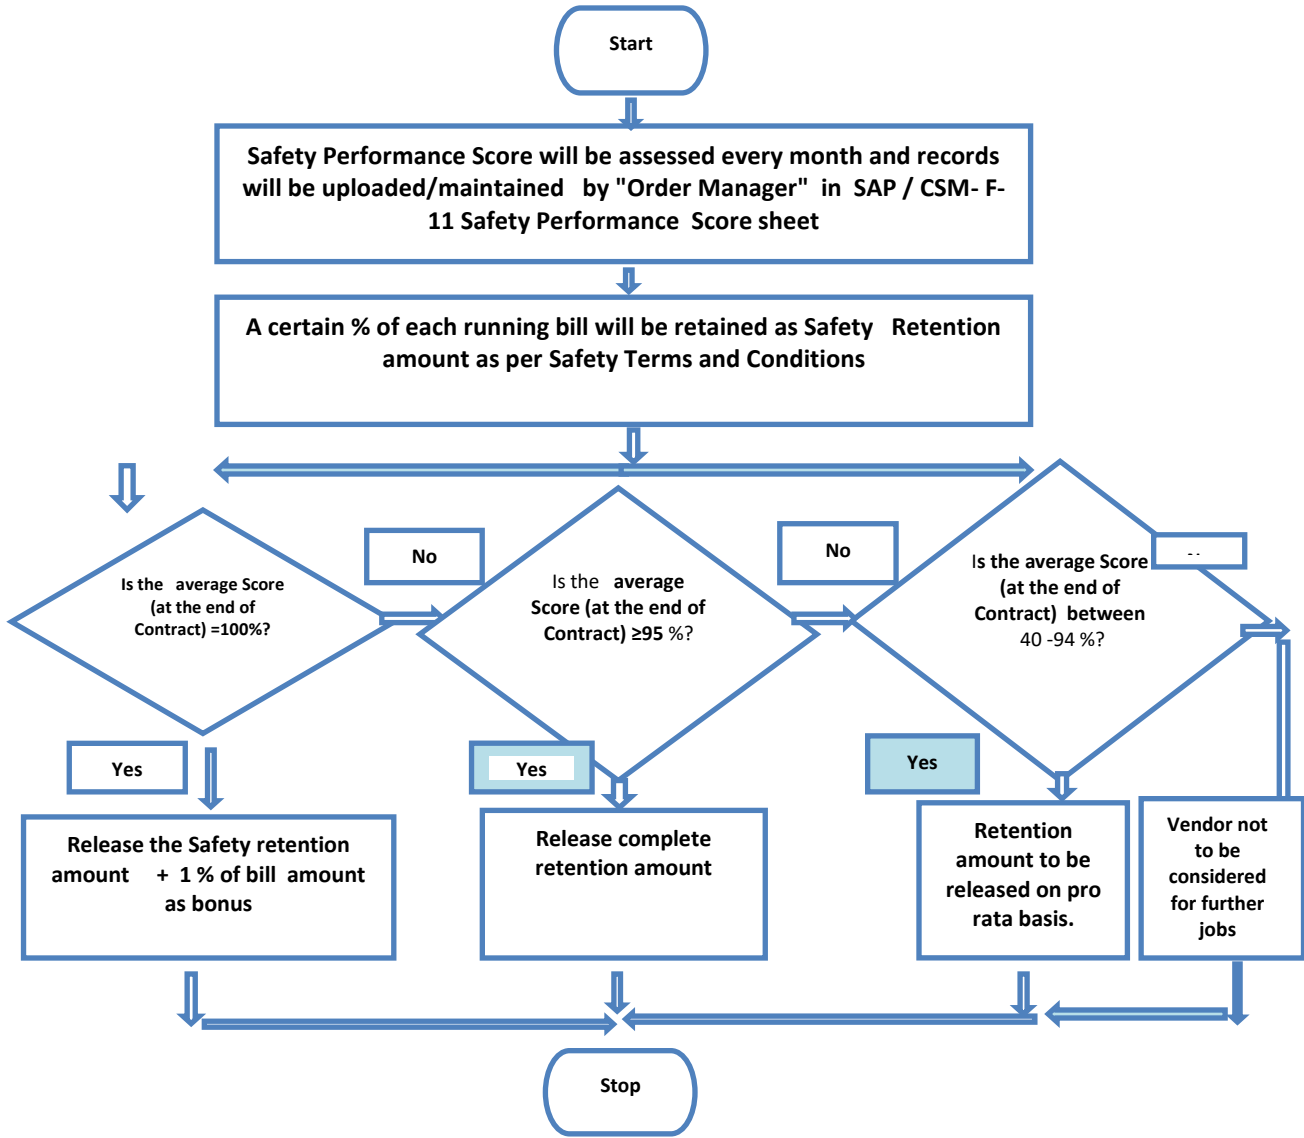 Start
Safety Performance Score will be assessed every month and records
will be uploaded/maintained by "Order Manager" in SAP / CSM- F-
11 Safety Performance Score sheet
A certain % of each running bill will be retained as Safety Retention
amount as per Safety Terms and Conditions
Is the average Score
(at the end of
Contract) =100%?
No
Is the average
Score (at the end of
Contract) ≥95 %?
No
Is the average Score
(at the end of
Contract) between
40 -94 %?
Yes
Yes
Yes
Release the Safety retention
amount + 1 % of bill amount
as bonus
Release complete
retention amount
Retention
amount to be
released on pro
rata basis.
Vendor not
to be
considered
for further
jobs
Stop